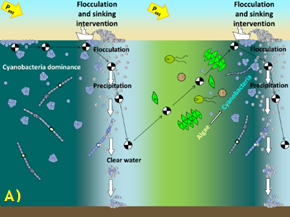 Flocculation
and sinking
intervention
Flocculation
and sinking
intervention
Flocculation
Flocculation
Cyanobacteria dominance
Precipitation
Precipitation
Cyanobacteria
Algae
Clear water
A)